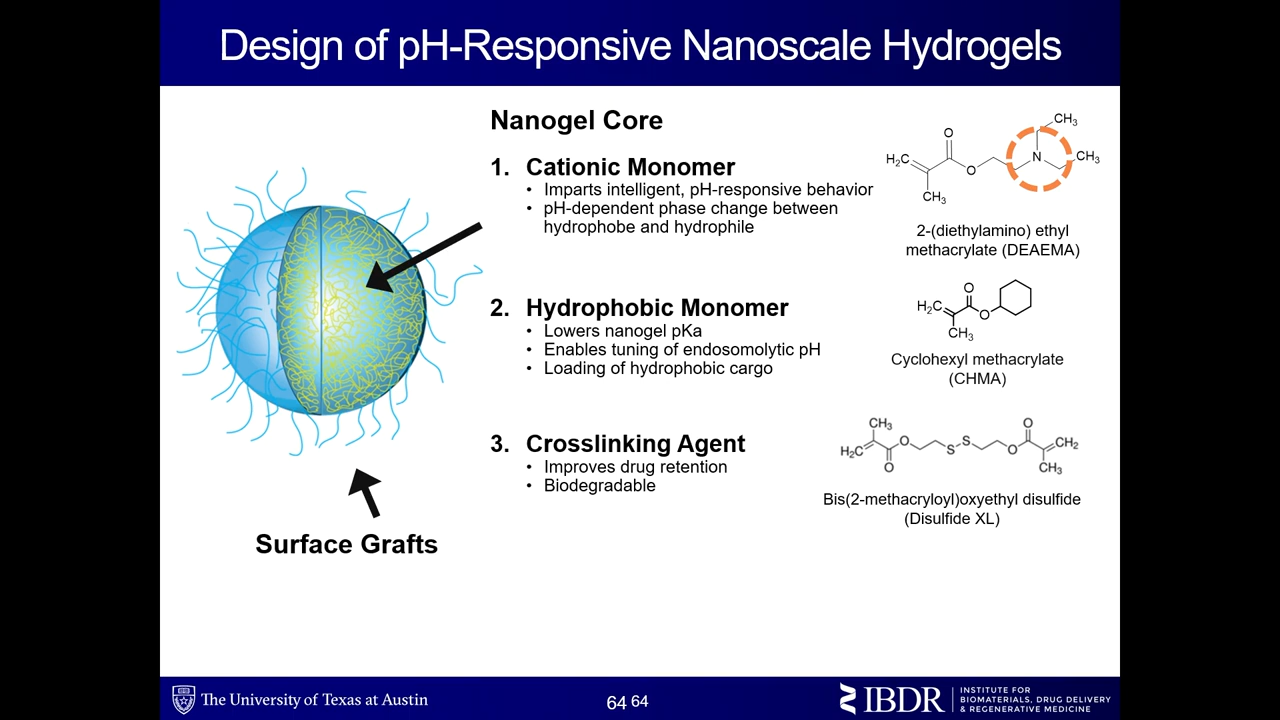 Design of pH-Responsive Nanoscale Hydrogels
Nanogel Core
1. Cationic Monomer
• Imparts intelligent, pH-responsive behavior
• pH-dependent phase change between
hydrophobe and hydrophile
O
H₂C
CH₃
O
N
CH₃
CH₃
2-(diethylamino) ethyl
methacrylate (DEAEMA)
2. Hydrophobic Monomer
• Lowers nanogel pKa
• Enables tuning of endosomolytic pH
• Loading of hydrophobic cargo
O
H₂C
O
CH₃
Cyclohexyl methacrylate
(CHMA)
3. Crosslinking Agent
• Improves drug retention
• Biodegradable
CH₃
H₂C
O
O
S
S
O
O
CH₂
CH₃
Bis(2-methacryloyl)oxyethyl disulfide
(Disulfide XL)
Surface Grafts
The University of Texas at Austin
64 64
IBDR
INSTITUTE FOR
BIOMATERIALS, DRUG DELIVERY
& REGENERATIVE MEDICINE